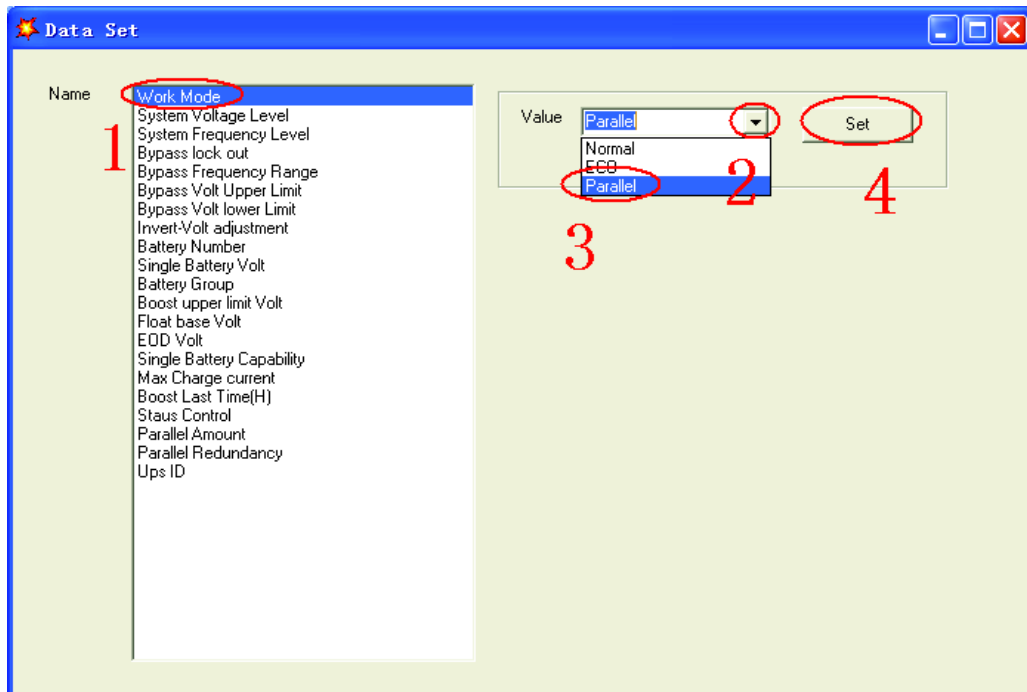 Data Set
Name
Work Mode
System Voltage Level
System Frequency Level
Bypass lock out
Bypass Frequency Range
Bypass Volt Upper Limit
Bypass Volt lower Limit
Invert-Volt adjustment
Battery Number
Single Battery Volt
Battery Group
Boost upper limit Volt
Float base Volt
EOD Volt
Single Battery Capability
Max Charge current
Boost Last Time(H)
Staus Control
Parallel Amount
Parallel Redundancy
Ups ID
1
Value
Parallel
Normal
ECO
Parallel
Set
2
3
4